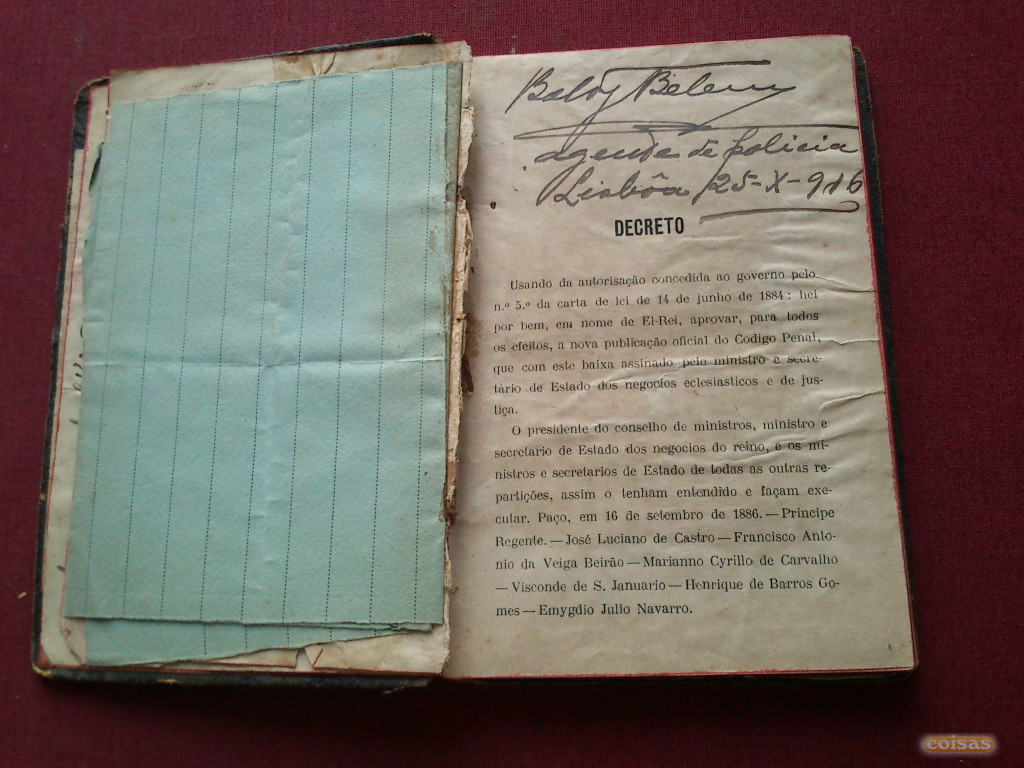 Belem
agente de policia
Lisbôa, 25-X-916
DECRETO
Usando da autorisação concedida ao governo pelo
n.º 5.º da carta de lei de 14 de junho de 1884: hei
por bem, em nome de El-Rei, aprovar, para todos
os efeitos, a nova publicação oficial do Codigo Penal,
que com este baixa assinado pelo ministro e secre-
tário de Estado dos negocios eclesiasticos e de jus-
tiça.
O presidente do conselho de ministros, ministro e
secretario de Estado dos negocios do reino, e os mi-
nistros e secretarios de Estado de todas as outras re-
partições, assim o tenham entendido e façam exe-
cutar. Paço, em 16 de setembro de 1886. — Principe
Regente. — José Luciano de Castro — Francisco Anto-
nio da Veiga Beirão — Marianno Cyrillo de Carvalho
— Visconde de S. Januario — Henrique de Barros Go-
mes — Emygdio Julio Navarro.
coisas